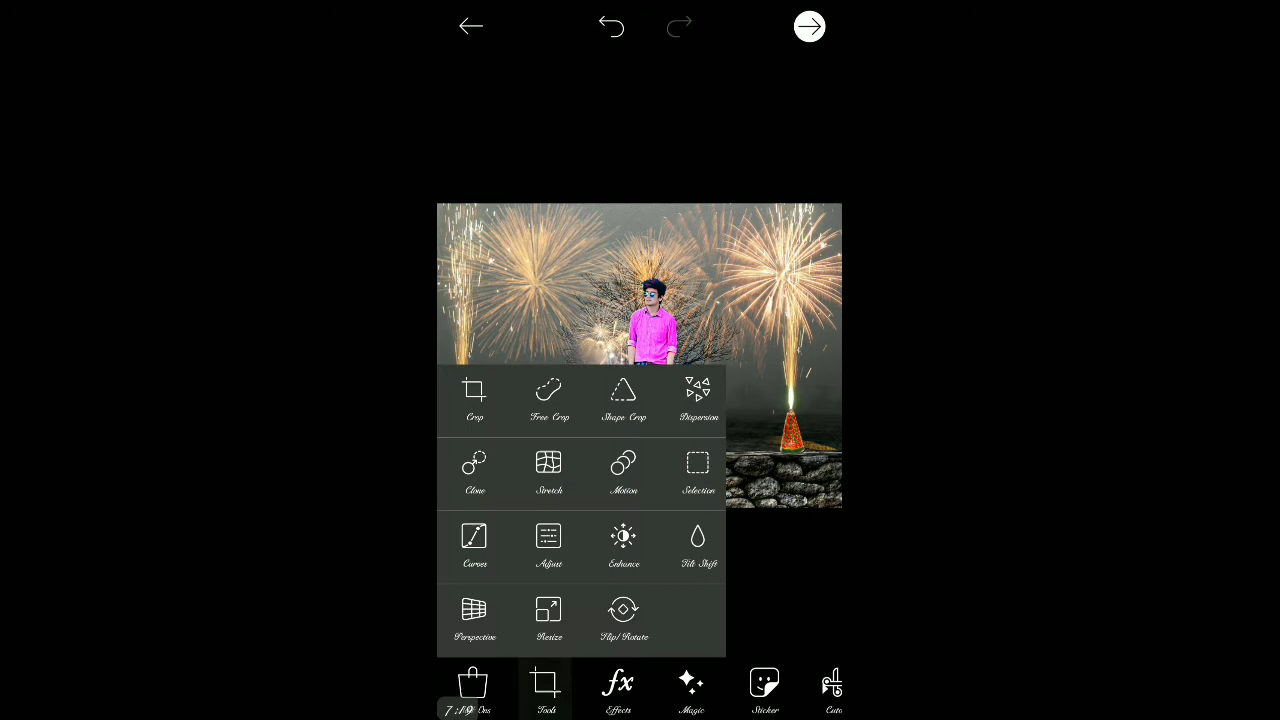 Crop Free Crop Shape Crop Dispersion
Clone Stretch Motion Selection
Curves Adjust Enhance Tilt Shift
Perspective Resize Flip/Rotate
Tools Effects Magic Sticker Cuto